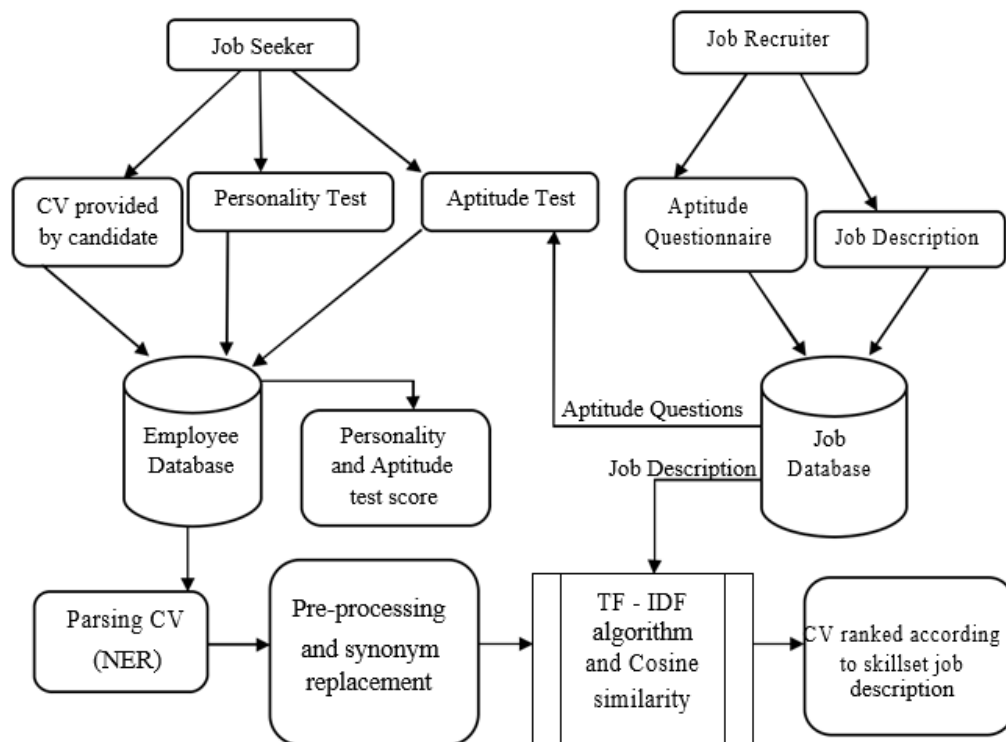 Job Seeker
Job Recruiter
CV provided
by candidate
Personality Test
Aptitude Test
Aptitude
Questionnaire
Job Description
Employee
Database
Personality
and Aptitude
test score
Aptitude Questions
Job Description
Job
Database
Parsing CV
(NER)
Pre-processing
and synonym
replacement
TF - IDF
algorithm
and Cosine
similarity
CV ranked according
to skillset job
description